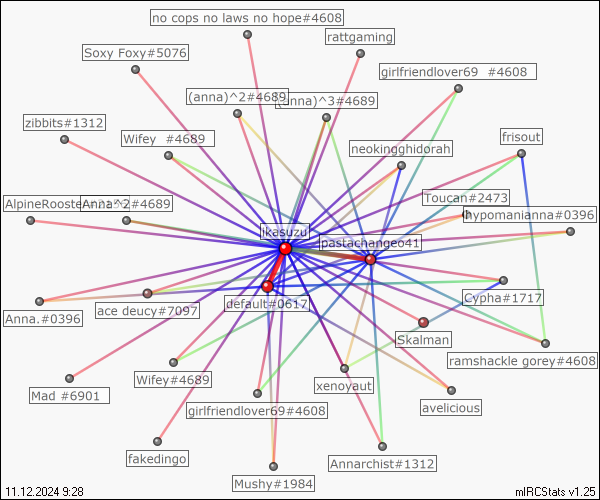 no cops no laws no hope#4608
rattgaming
Soxy Foxy#5076
girlfriendlover69 #4608
(anna)^2#4689
nna)^3#4689
zibbits#1312
Wifey #4689
frisout
neokingghidorah
Toucan#2473
AlpineRooste
Anna^2#4689
hypomanianna#0396
ikasuzu
pastachangeo41
default#0617
Cypha#1717
Anna.#0396
ace deucy#7097
Skalman
ramshackle gorey#4608
Wifey#4689
xenoyaut
Mad #6901
girlfriendlover69#4608
avelicious
fakedingo
Annarchist#1312
Mushy#1984
11.12.2024 9:28
mIRCStats v1.25